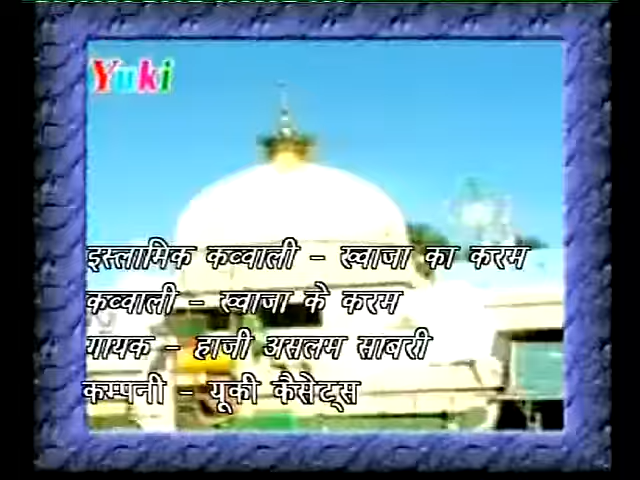 Yuki
इस्लामिक कव्वाली - ख्वाजा का करम
कव्वाली - ख्वाजा के करम
गायक - हाजी असलम साबरी
कम्पनी - यूकी कैसेट्स